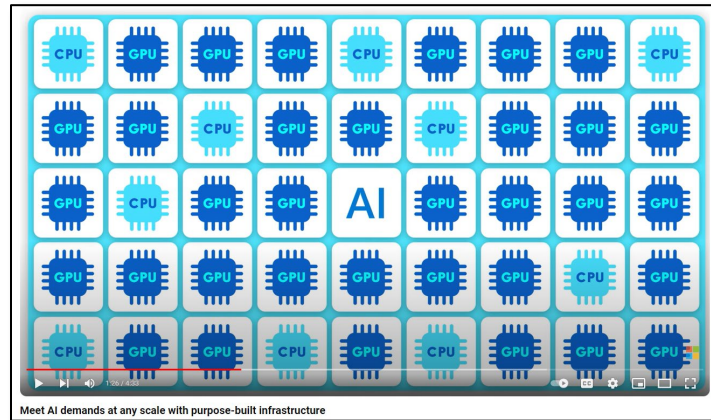 CPU GPU GPU GPU CPU GPU GPU GPU CPU
GPU GPU CPU GPU GPU CPU GPU GPU GPU
GPU CPU GPU GPU AI GPU GPU GPU GPU
GPU GPU GPU GPU GPU GPU GPU CPU GPU
CPU GPU GPU CPU GPU CPU GPU GPU GPU
1:26 / 4:33
CC
Meet AI demands at any scale with purpose-built infrastructure